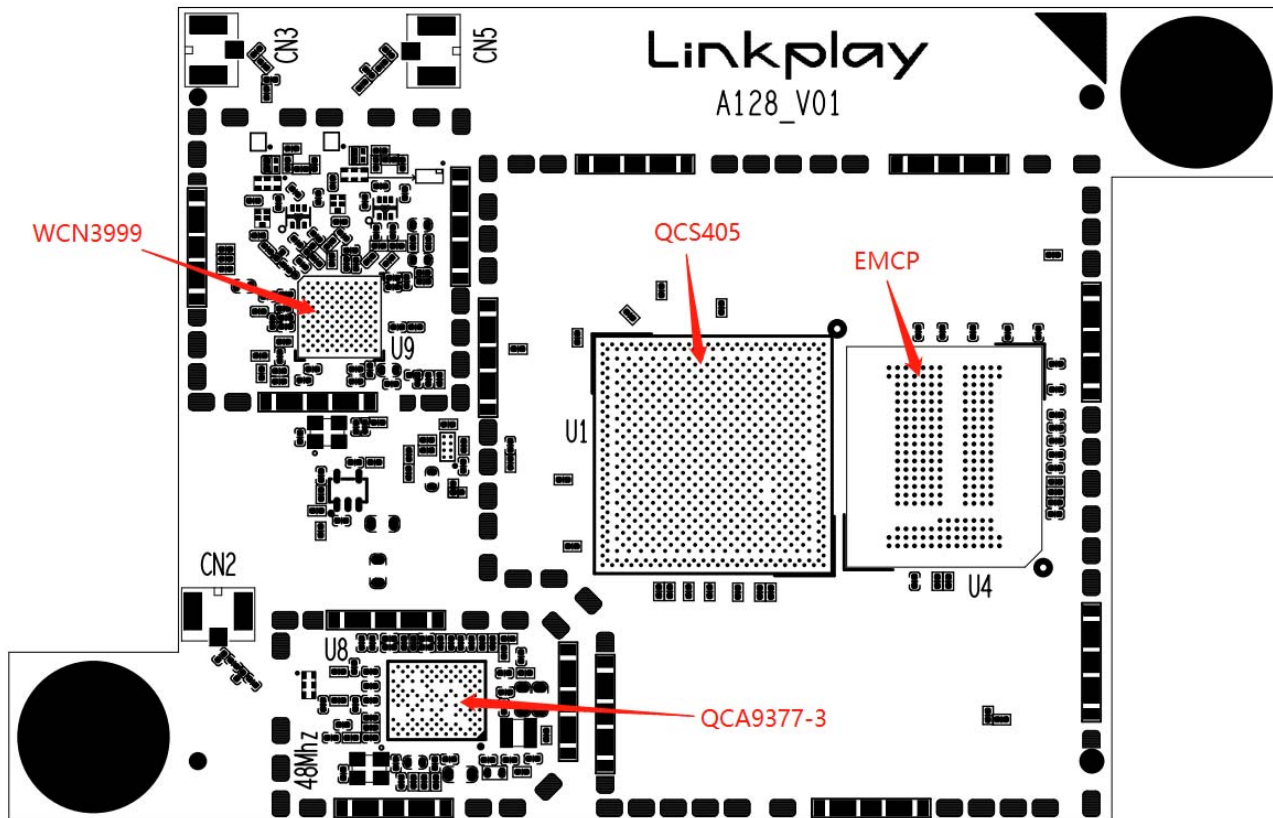 CN3
CN5
Linkplay
A128_V01
WCN3999
QCS405
EMCP
U9
U1
CN2
U4
U8
QCA9377-3
48Mhz